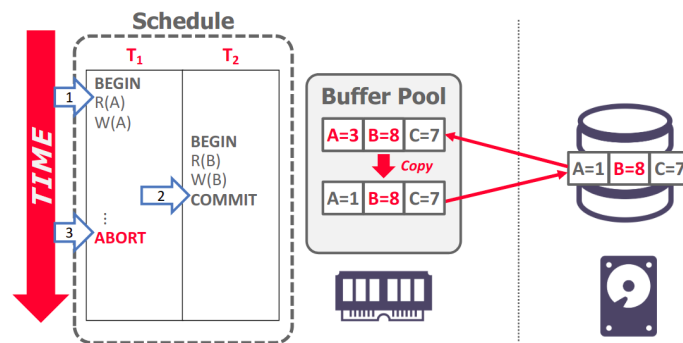 Schedule
T1 T2
TIME
1
BEGIN
R(A)
W(A)
BEGIN
R(B)
W(B)
2
COMMIT
⋮
3
ABORT
Buffer Pool
A=3 B=8 C=7
Copy
A=1 B=8 C=7
A=1 B=8 C=7